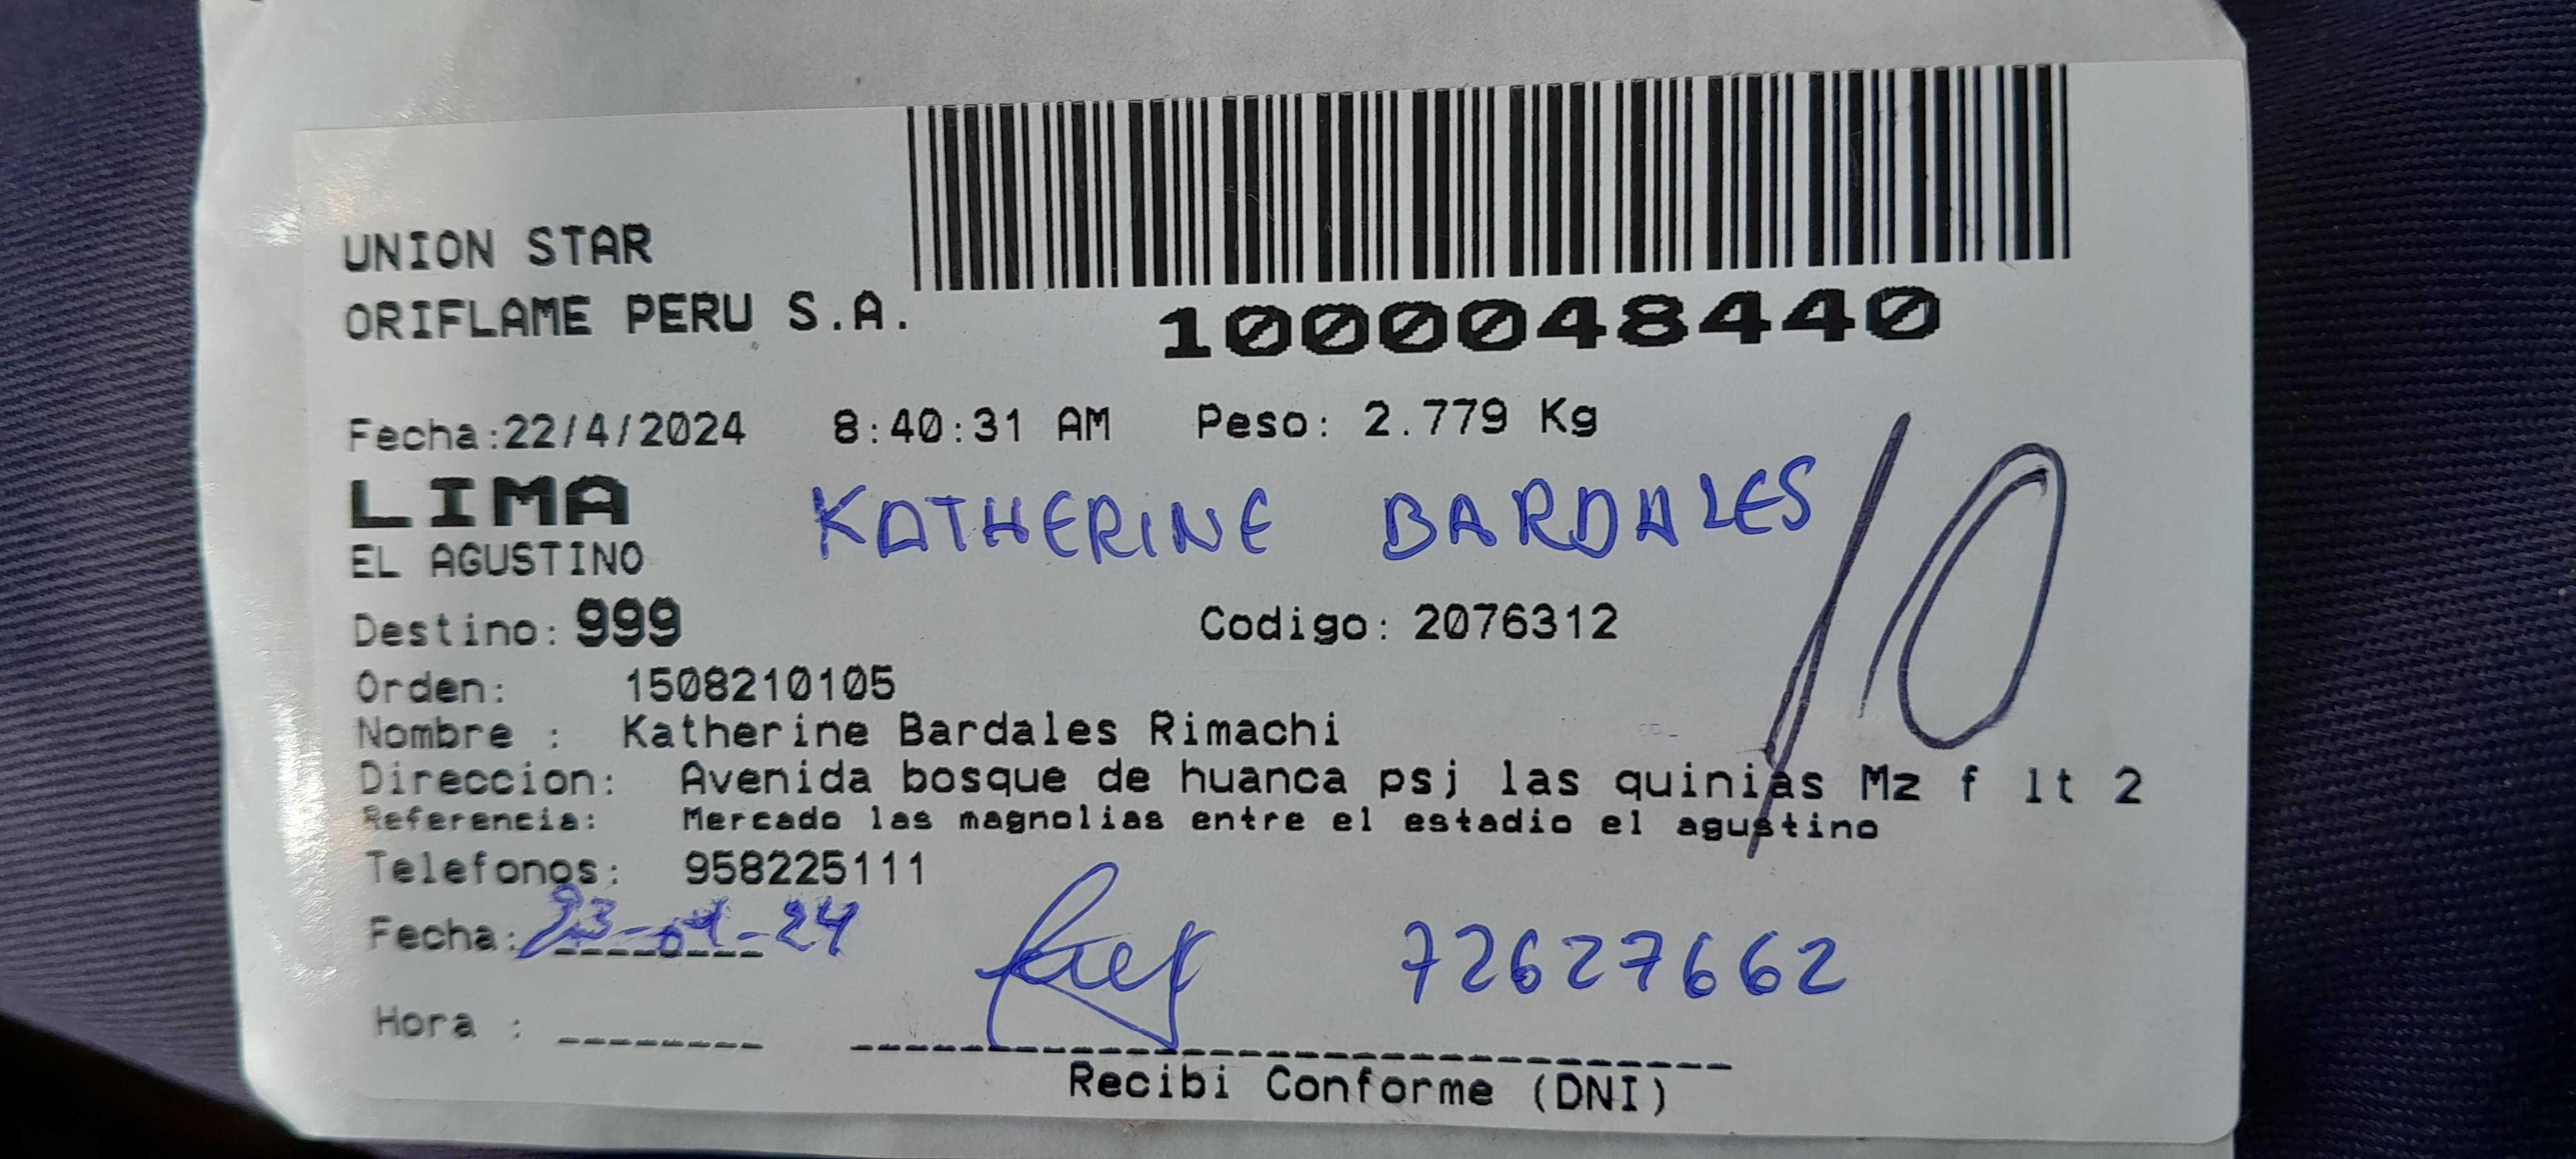 UNION STAR
ORIFLAME PERU S.A.
1000048440
Fecha:22/4/2024 8:40:31 AM Peso: 2.779 Kg
LIMA
KATHERINE BARDALES
10
EL AGUSTINO
Destino: 999 Codigo: 2076312
Orden: 1508210105
Nombre : Katherine Bardales Rimachi
Direccion: Avenida bosque de huanca psj las quinias Mz f lt 2
Referencia: Mercado las magnolias entre el estadio el agustino
Telefonos: 958225111
Fecha: 23-04-24
72627662
Hora :
Recibi Conforme (DNI)